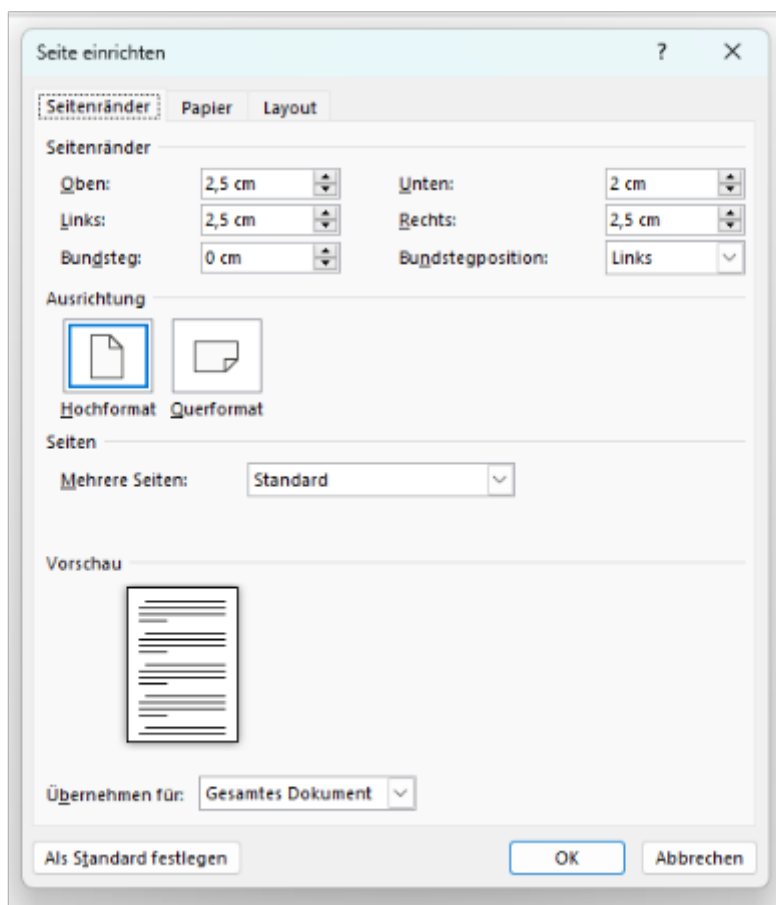 Seite einrichten ?
Seitenränder Papier Layout
Seitenränder
Oben: 2,5 cm Unten: 2 cm
Links: 2,5 cm Rechts: 2,5 cm
Bundsteg: 0 cm Bundstegposition: Links
Ausrichtung
Hochformat Querformat
Seiten
Mehrere Seiten: Standard
Vorschau
Übernehmen für: Gesamtes Dokument
Als Standard festlegen OK Abbrechen